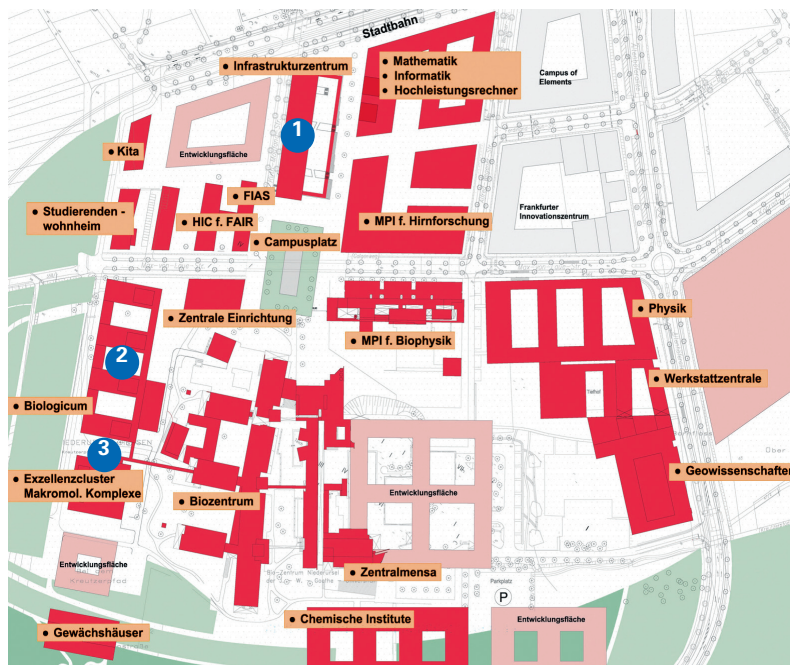 Stadtbahn
• Infrastrukturzentrum
• Mathematik
• Informatik
• Hochleistungsrechner
Campus of
Elements
1
Entwicklungsfläche
• Kita
• FIAS
• Studierenden -
wohnheim
• HIC f. FAIR
• MPI f. Hirnforschung
Frankfurter
Innovationszentrum
• Campusplatz
• Zentrale Einrichtung
• Physik
• MPI f. Biophysik
2
• Werkstattzentrale
Tiefhof
• Biologicum
3
• Exzellenzcluster
Makromol. Komplexe
• Geowissenschaften
• Biozentrum
Entwicklungsfläche
Entwicklungsfläche
• Zentralmensa
Parkplatz
P
• Gewächshäuser
• Chemische Institute
Entwicklungsfläche